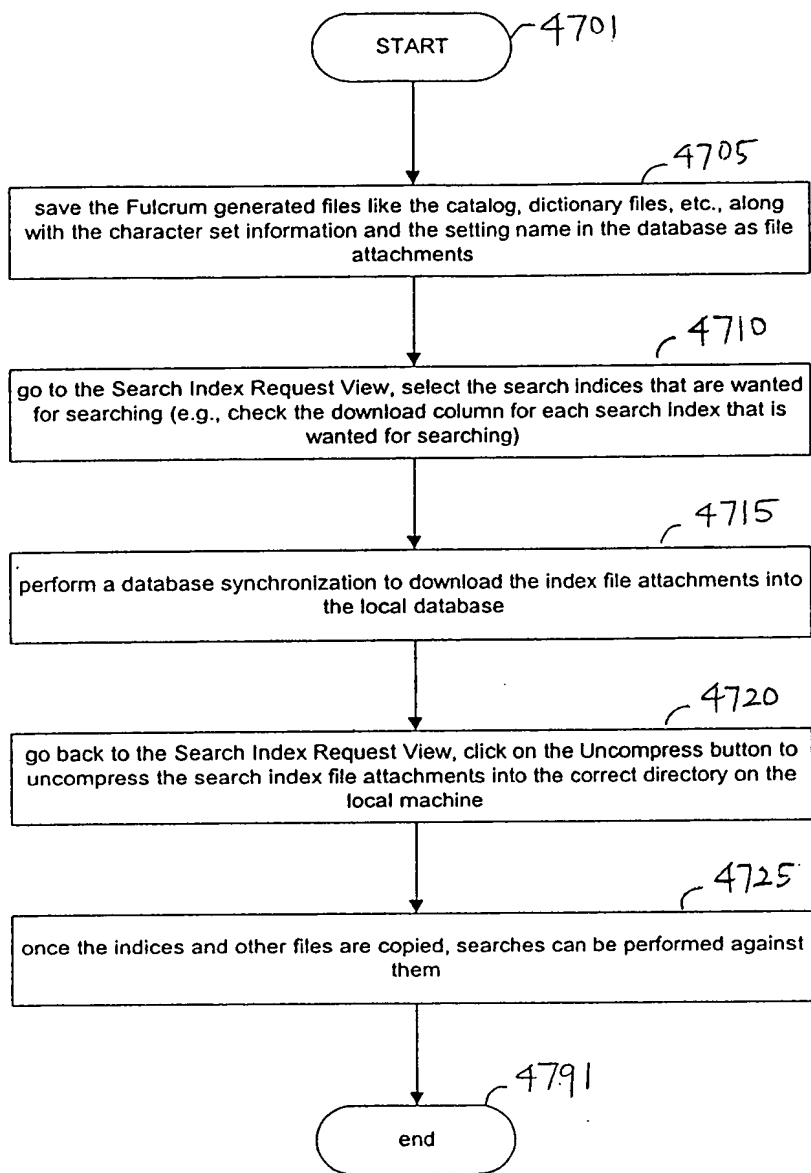 START
4701
4705
save the Fulcrum generated files like the catalog, dictionary files, etc., along
with the character set information and the setting name in the database as file
attachments
4710
go to the Search Index Request View, select the search indices that are wanted
for searching (e.g., check the download column for each search index that is
wanted for searching)
4715
perform a database synchronization to download the index file attachments into
the local database
4720
go back to the Search Index Request View, click on the Uncompress button to
uncompress the search index file attachments into the correct directory on the
local machine
4725
once the indices and other files are copied, searches can be performed against
them
4791
end